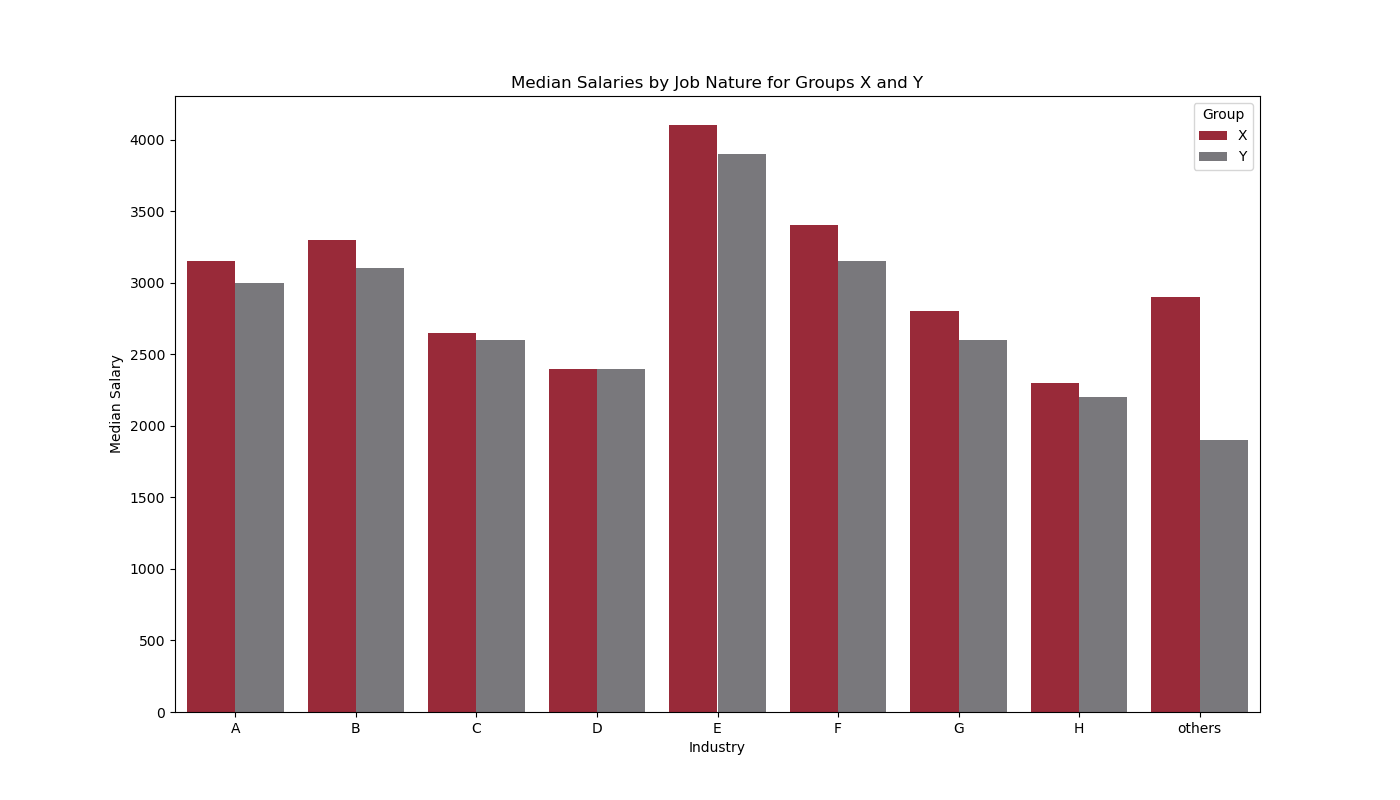 Median Salaries by Job Nature for Groups X and Y
Group
X
Y
Median Salary
4000
3500
3000
2500
2000
1500
1000
500
0
A B C D E F G H others
Industry